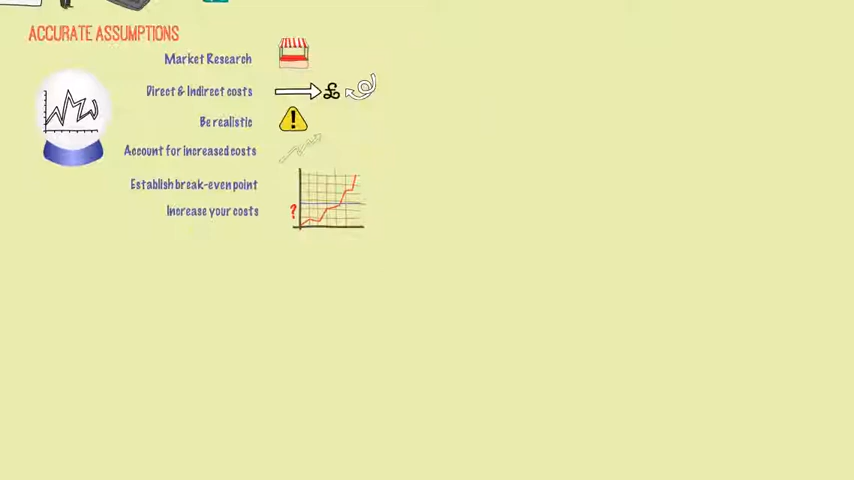 ACCURATE ASSUMPTIONS
Market Research
Direct & Indirect costs
£
Be realistic
!
Account for increased costs
Establish break-even point
Increase your costs
?